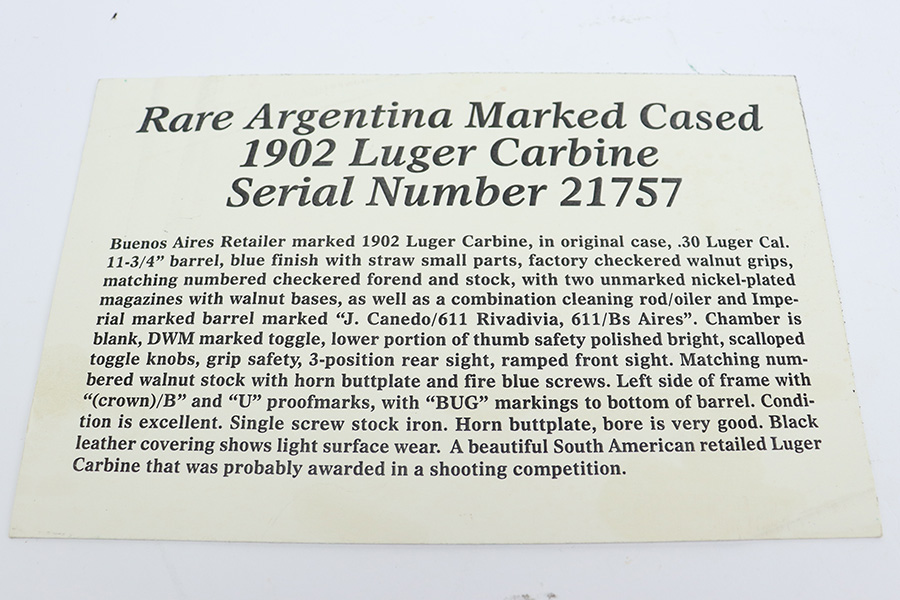 Rare Argentina Marked Cased
1902 Luger Carbine
Serial Number 21757
Buenos Aires Retailer marked 1902 Luger Carbine, in original case, .30 Luger Cal.
11-3/4” barrel, blue finish with straw small parts, factory checkered walnut grips,
matching numbered checkered forend and stock, with two unmarked nickel-plated
magazines with walnut bases, as well as a combination cleaning rod/oiler and Impe-
rial marked barrel marked “J. Canedo/611 Rivadivia, 611/Bs Aires”. Chamber is
blank, DWM marked toggle, lower portion of thumb safety polished bright, scalloped
toggle knobs, grip safety, 3-position rear sight, ramped front sight. Matching num-
bered walnut stock with horn buttplate and fire blue screws. Left side of frame with
“(crown)/B” and “U” proofmarks, with “BUG” markings to bottom of barrel. Condi-
tion is excellent. Single screw stock iron. Horn buttplate, bore is very good. Black
leather covering shows light surface wear. A beautiful South American retailed Luger
Carbine that was probably awarded in a shooting competition.